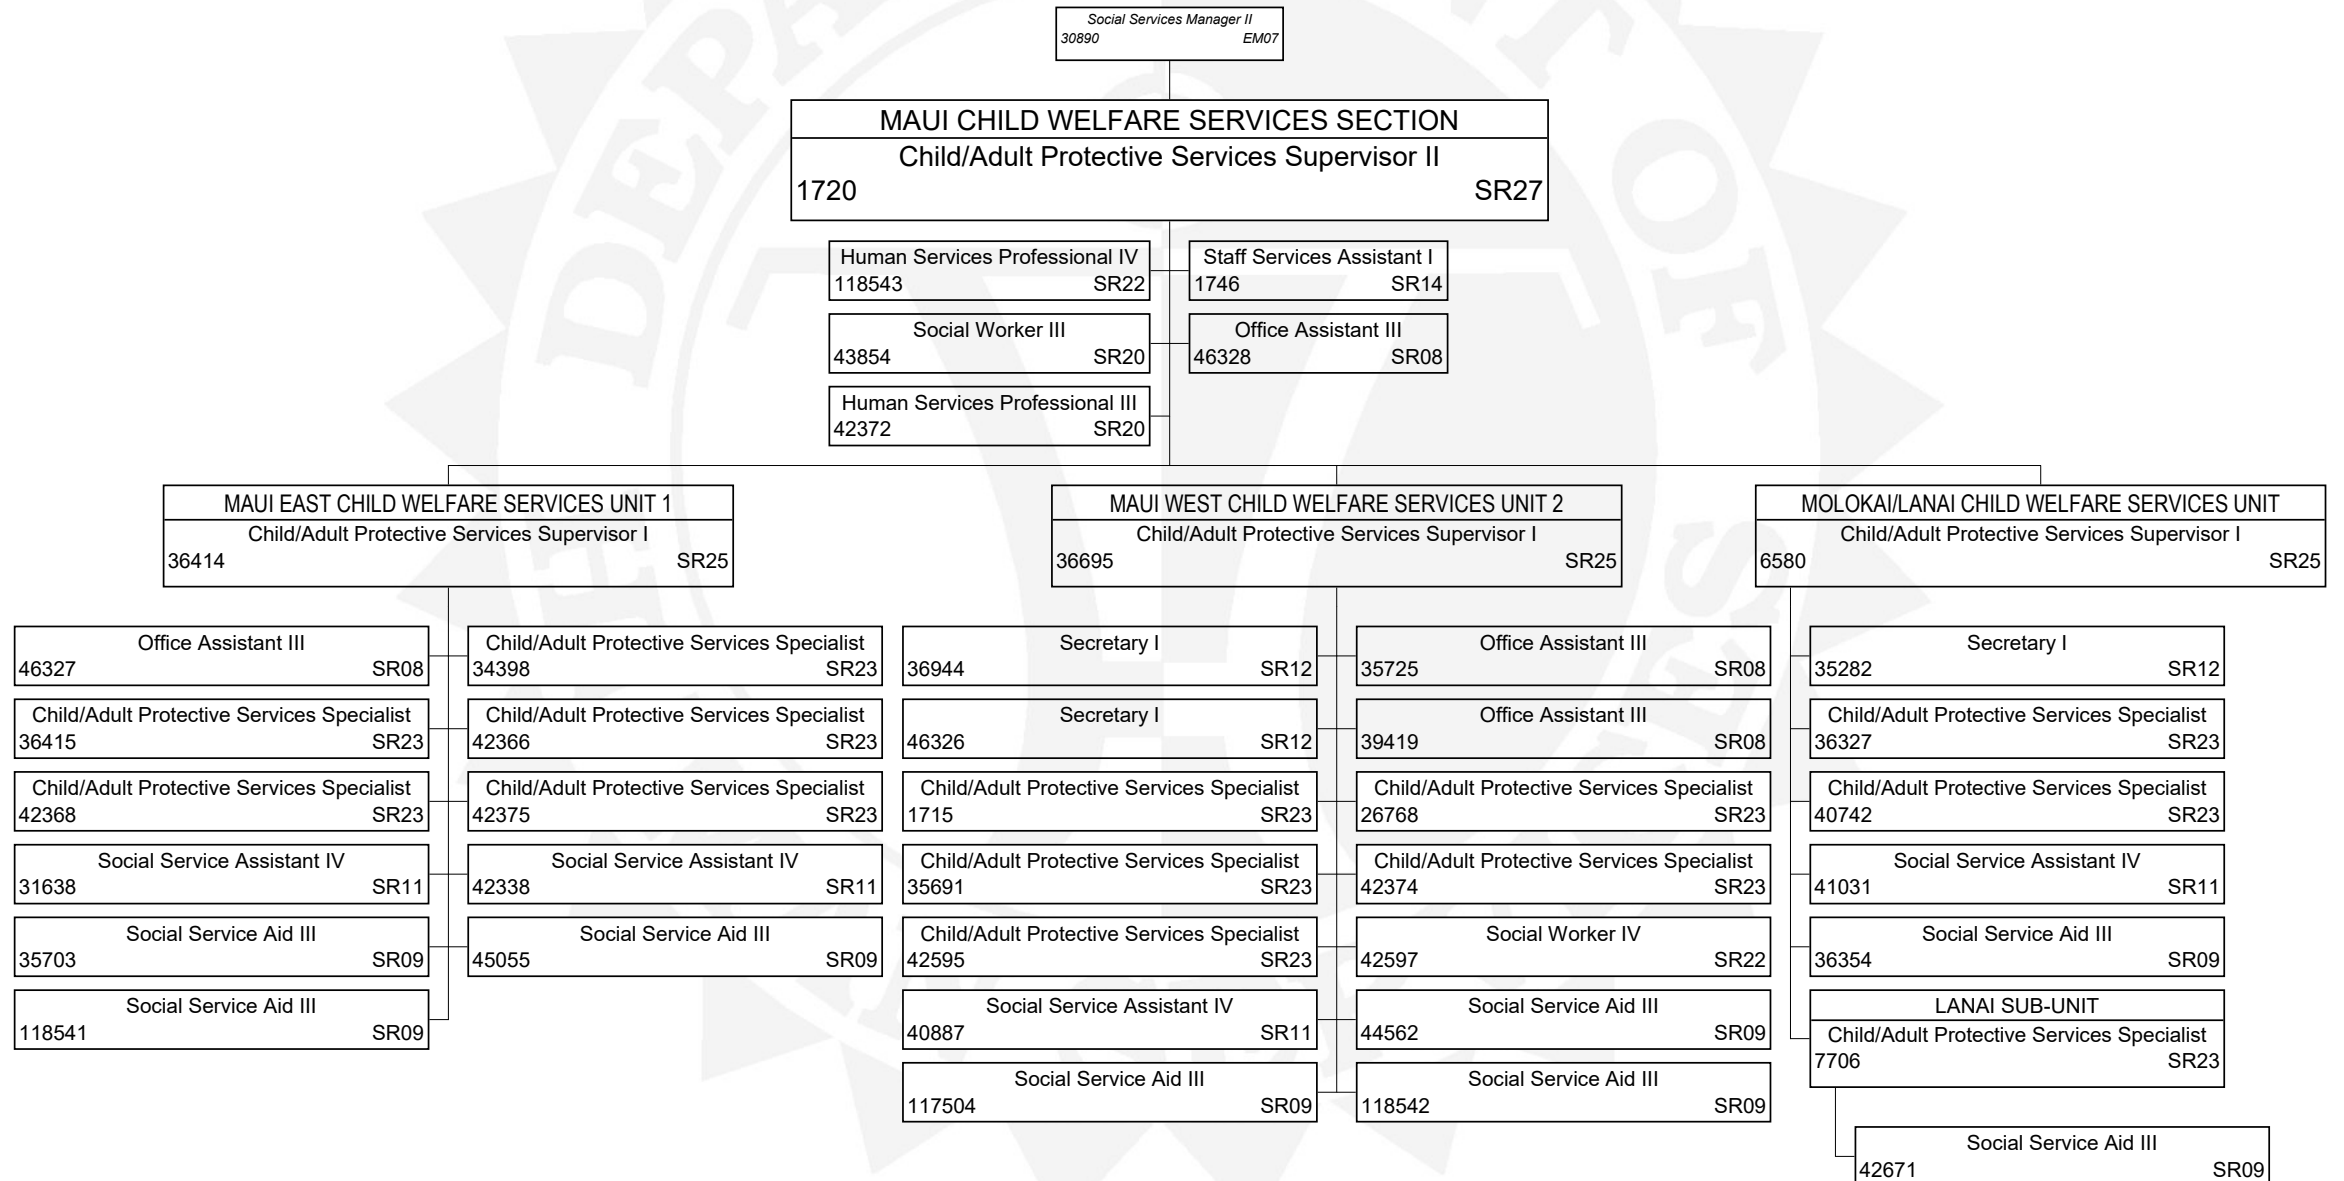 Social Services Manager II
30890 EM07
MAUI CHILD WELFARE SERVICES SECTION
Child/Adult Protective Services Supervisor II
1720 SR27
Human Services Professional IV
118543 SR22
Staff Services Assistant I
1746 SR14
Social Worker III
43854 SR20
Office Assistant III
46328 SR08
Human Services Professional III
42372 SR20
MAUI EAST CHILD WELFARE SERVICES UNIT 1
Child/Adult Protective Services Supervisor I
36414 SR25
Office Assistant III
46327 SR08
Child/Adult Protective Services Specialist
34398 SR23
Child/Adult Protective Services Specialist
36415 SR23
Child/Adult Protective Services Specialist
42366 SR23
Child/Adult Protective Services Specialist
42368 SR23
Child/Adult Protective Services Specialist
42375 SR23
Social Service Assistant IV
31638 SR11
Social Service Assistant IV
42338 SR11
Social Service Aid III
35703 SR09
Social Service Aid III
45055 SR09
Social Service Aid III
118541 SR09
MAUI WEST CHILD WELFARE SERVICES UNIT 2
Child/Adult Protective Services Supervisor I
36695 SR25
Secretary I
36944 SR12
Office Assistant III
35725 SR08
Secretary I
46326 SR12
Office Assistant III
39419 SR08
Child/Adult Protective Services Specialist
1715 SR23
Child/Adult Protective Services Specialist
26768 SR23
Child/Adult Protective Services Specialist
35691 SR23
Child/Adult Protective Services Specialist
42374 SR23
Child/Adult Protective Services Specialist
42595 SR23
Social Worker IV
42597 SR22
Social Service Assistant IV
40887 SR11
Social Service Aid III
44562 SR09
Social Service Aid III
117504 SR09
Social Service Aid III
118542 SR09
MOLOKAI/LANAI CHILD WELFARE SERVICES UNIT
Child/Adult Protective Services Supervisor I
6580 SR25
Secretary I
35282 SR12
Child/Adult Protective Services Specialist
36327 SR23
Child/Adult Protective Services Specialist
40742 SR23
Social Service Assistant IV
41031 SR11
Social Service Aid III
36354 SR09
LANAI SUB-UNIT
Child/Adult Protective Services Specialist
7706 SR23
Social Service Aid III
42671 SR09